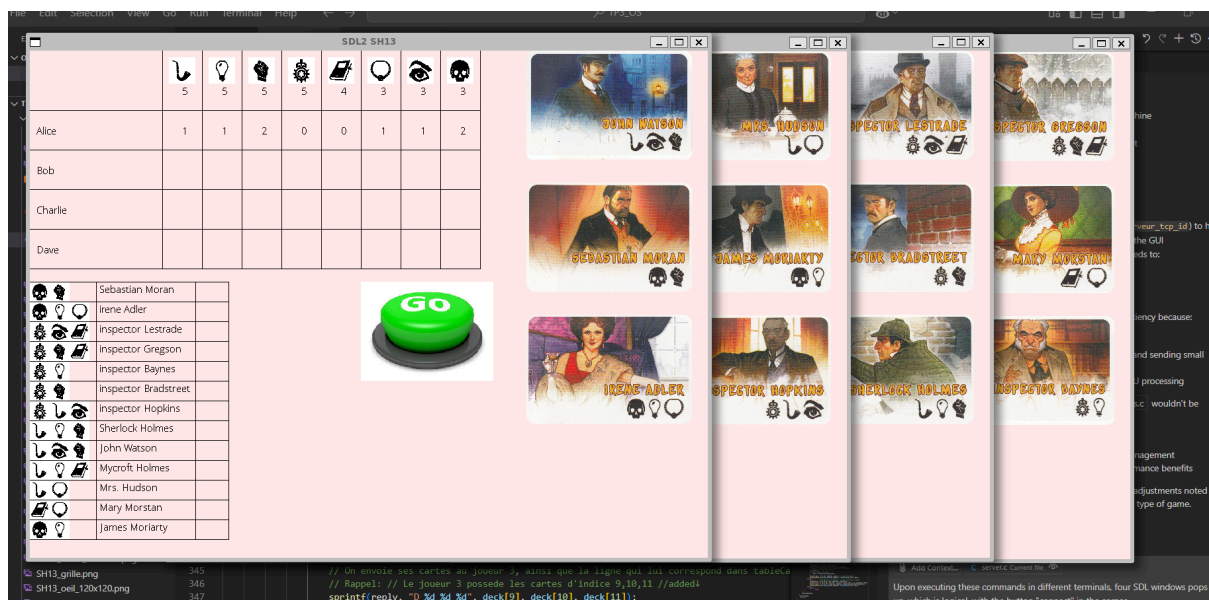 File Edit Selection View Go Run Terminal Help
TP3_OS
SDL2 SH13
5 5 5 5 4 3 3 3
Alice 1 1 2 0 0 1 1 2
Bob
Charlie
Dave
Sebastian Moran
irene Adler
inspector Lestrade
inspector Gregson
inspector Baynes
inspector Bradstreet
inspector Hopkins
Sherlock Holmes
John Watson
Mycroft Holmes
Mrs. Hudson
Mary Morstan
James Moriarty
Go
JOHN WATSON
SEBASTIAN MORAN
IRENE ADLER
MRS. HUDSON
JAMES MORIARTY
SPECTOR HOPKINS
SPECTOR LESTRADE
ECTOR BRADSTREET
SHERLOCK HOLMES
SPECTOR GREGSON
MARY MORSTAN
INSPECTOR BAYNES
hine
rveur_tcp_id) to h
the GUI
eds to:
iency because:
and sending small
U processing
s.c wouldn't be
nagement
mance benefits
adjustments noted
type of game.
SH13_grille.png
SH13_oeil_120x120.png
345 // On envoie ses cartes au joueur 3, ainsi que la ligne qui lui correspond dans tableCa
346 // Rappel: // Le joueur 3 possede les cartes d'indice 9,10,11 //added↓
347 sprintf(reply, "D %d %d %d", deck[9], deck[10], deck[11]);
Add Context... C server.c Current file
Upon executing these commands in different terminals, four SDL windows pops